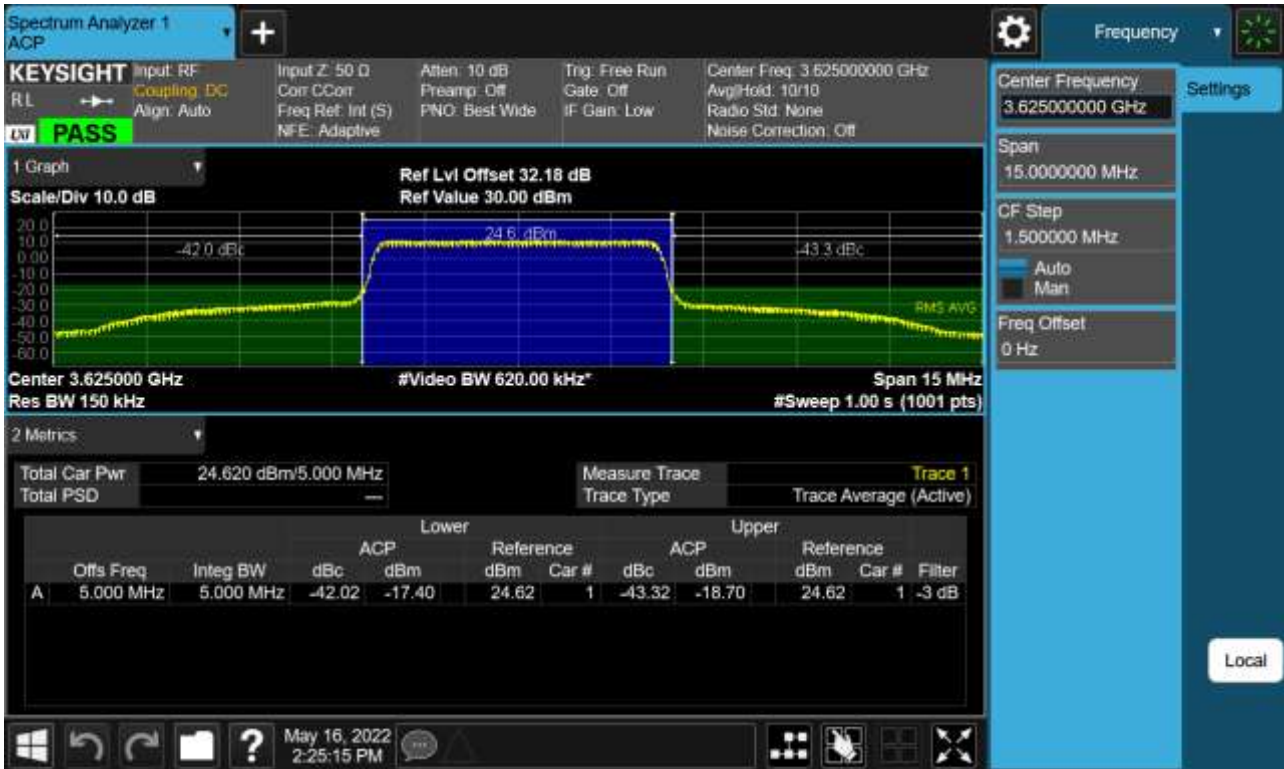 Spectrum Analyzer 1
ACP
Frequency
KEYSIGHT
RL
LXI
PASS
Input: RF
Coupling: DC
Align: Auto
Input Z: 50 Ω
Corr CCorr
Freq Ref: Int (S)
NFE: Adaptive
Atten: 10 dB
Preamp: Off
PNO: Best Wide
Trig: Free Run
Gate: Off
IF Gain: Low
Center Freq: 3.625000000 GHz
Avg|Hold: 10/10
Radio Std: None
Noise Correction: Off
1 Graph
Scale/Div 10.0 dB
Ref Lvl Offset 32.18 dB
Ref Value 30.00 dBm
20.0
10.0
0.00
-10.0
-20.0
-30.0
-40.0
-50.0
-60.0
-42.0 dBc
24.6 dBm
-43.3 dBc
RMS AVG
Center 3.625000 GHz
#Video BW 620.00 kHz*
Span 15 MHz
Res BW 150 kHz
#Sweep 1.00 s (1001 pts)
2 Metrics
Total Car Pwr 24.620 dBm/5.000 MHz
Total PSD ---
Measure Trace Trace 1
Trace Type Trace Average (Active)
Lower Upper
ACP Reference ACP Reference
Offs Freq Integ BW dBc dBm dBm Car # dBc dBm dBm Car # Filter
A 5.000 MHz 5.000 MHz -42.02 -17.40 24.62 1 -43.32 -18.70 24.62 1 -3 dB
?
May 16, 2022
2:25:15 PM
Settings
Center Frequency
3.625000000 GHz
Span
15.0000000 MHz
CF Step
1.500000 MHz
Auto
Man
Freq Offset
0 Hz
Local